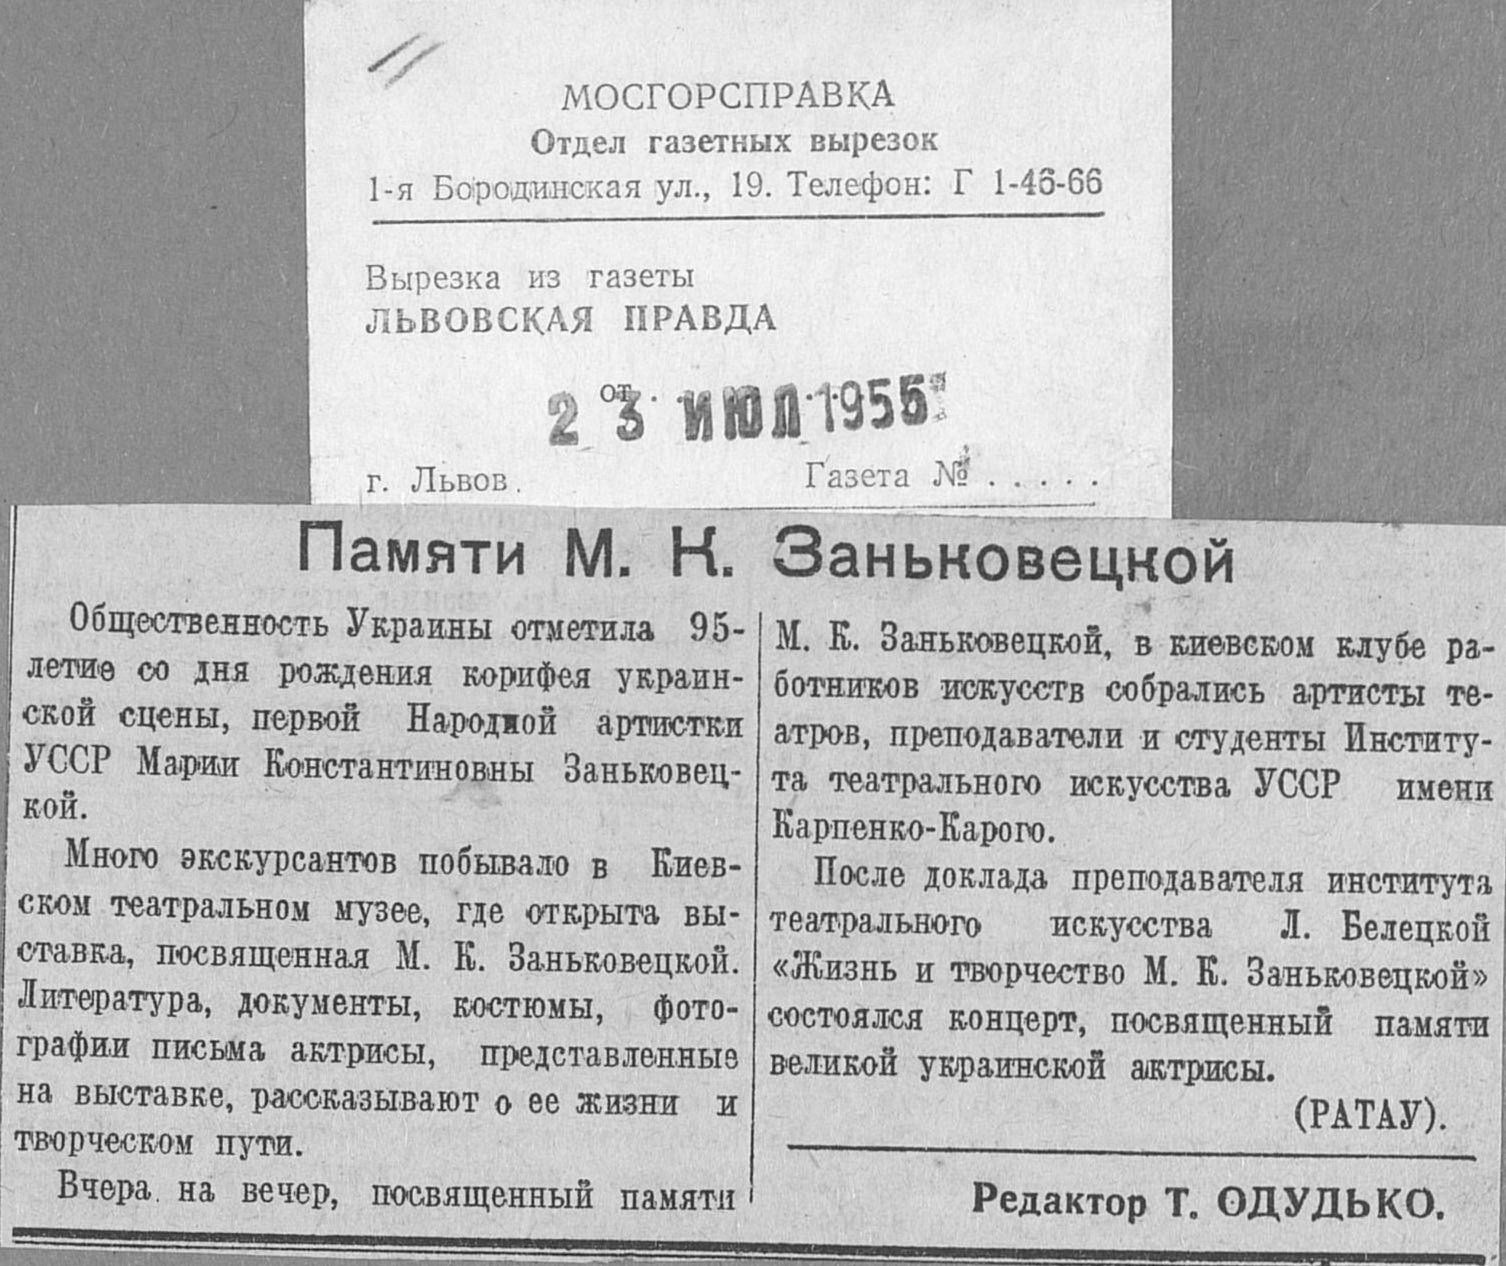 МОСГОРСПРАВКА
Отдел газетных вырезок
1-я Бородинская ул., 19. Телефон: Г 1-46-66
Вырезка из газеты
ЛЬВОВСКАЯ ПРАВДА
от
23 ИЮЛ 1955
г. Львов. Газета № . . . . .
Памяти М. К. Заньковецкой
Общественность Украины отметила 95-
летие со дня рождения корифея украин-
ской сцены, первой Народной артистки
УССР Марии Константиновны Заньковец-
кой.
Много экскурсантов побывало в Киев-
ском театральном музее, где открыта вы-
ставка, посвященная М. К. Заньковецкой.
Литература, документы, костюмы, фото-
графии письма актрисы, представленные
на выставке, рассказывают о ее жизни и
творческом пути.
Вчера на вечер, посвященный памяти
М. К. Заньковецкой, в киевском клубе ра-
ботников искусств собрались артисты те-
атров, преподаватели и студенты Институ-
та театрального искусства УССР имени
Карпенко-Карого.
После доклада преподавателя института
театрального искусства Л. Белецкой
«Жизнь и творчество М. К. Заньковецкой»
состоялся концерт, посвященный памяти
великой украинской актрисы.
(РАТАУ).
Редактор Т. ОДУДЬКО.